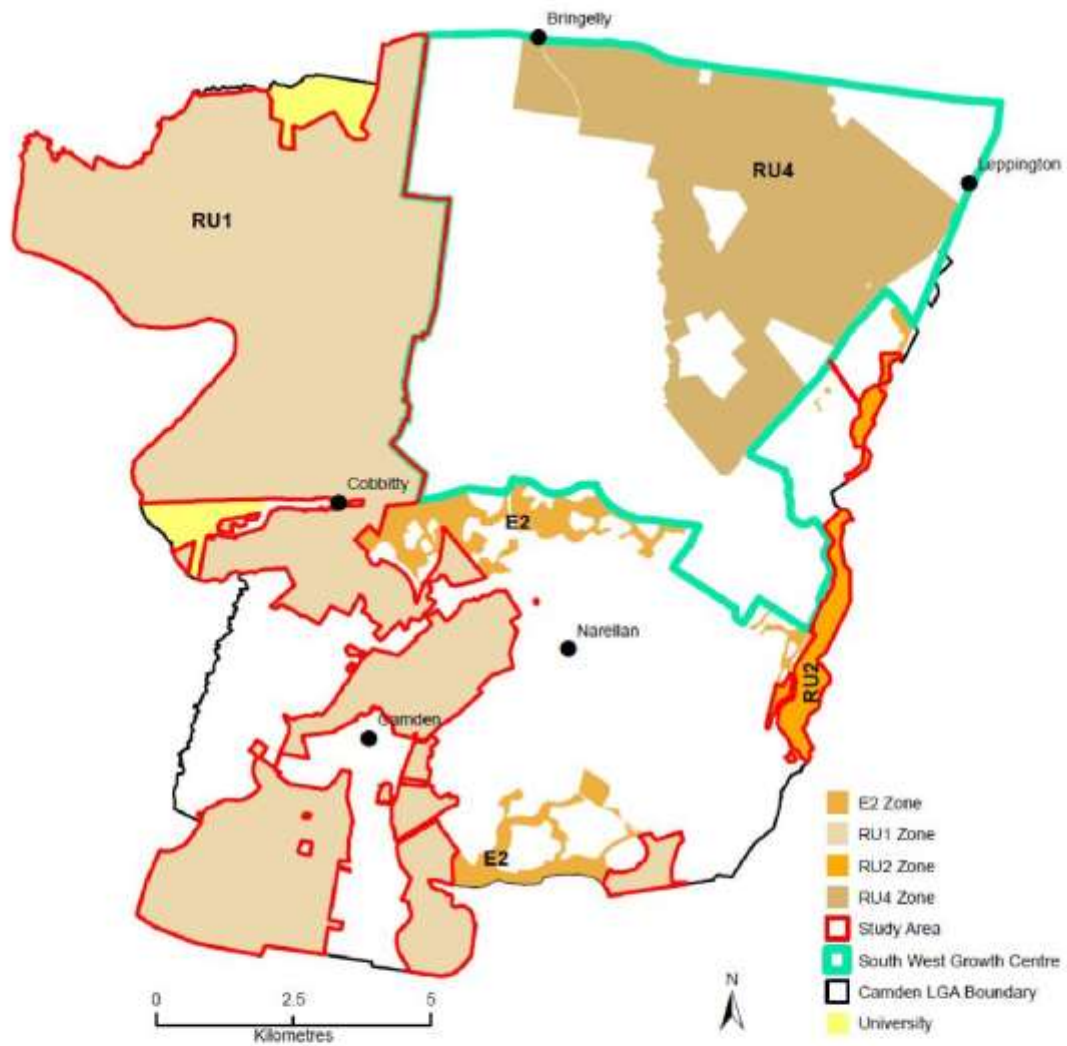 Bringelly
Leppington
RU4
RU1
Cobbitty
E2
Narellan
RU2
Camden
E2
E2 Zone
RU1 Zone
RU2 Zone
RU4 Zone
Study Area
South West Growth Centre
Camden LGA Boundary
University
N
0 2.5 5
Kilometres